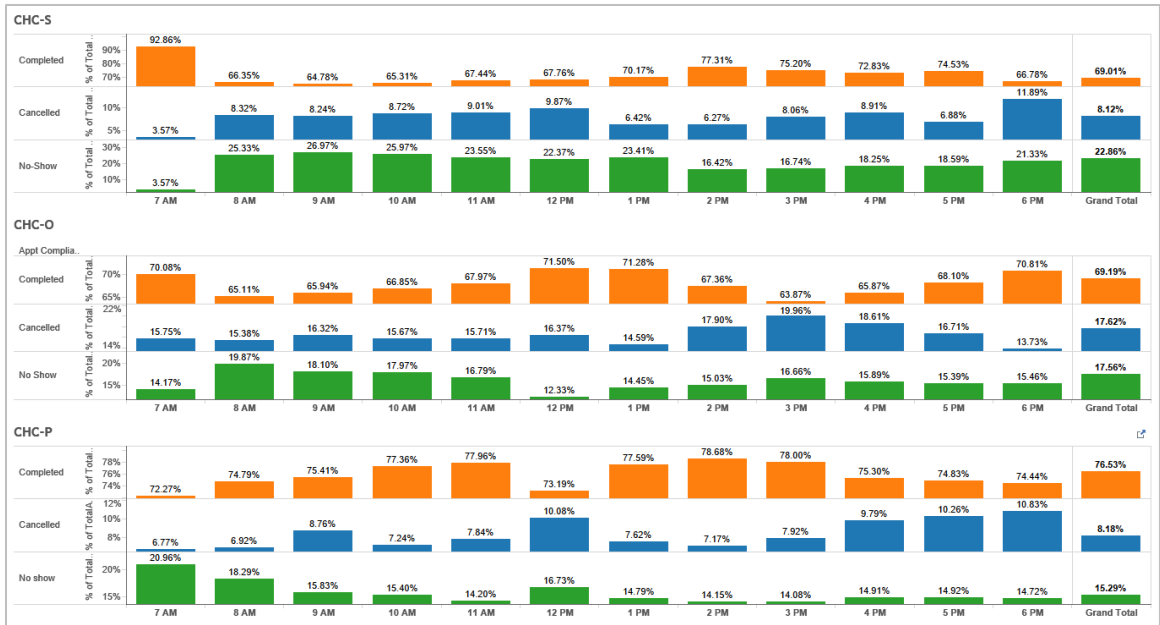 CHC-S
Completed
% of Total ..
90%
80%
70%
92.86% 66.35% 64.78% 65.31% 67.44% 67.76% 70.17% 77.31% 75.20% 72.83% 74.53% 66.78% 69.01%
Cancelled
% of Total ..
10%
5%
3.57% 8.32% 8.24% 8.72% 9.01% 9.87% 6.42% 6.27% 8.06% 8.91% 6.88% 11.89% 8.12%
No-Show
% of Total ..
30%
20%
10%
3.57% 25.33% 26.97% 25.97% 23.55% 22.37% 23.41% 16.42% 16.74% 18.25% 18.59% 21.33% 22.86%
7 AM 8 AM 9 AM 10 AM 11 AM 12 PM 1 PM 2 PM 3 PM 4 PM 5 PM 6 PM Grand Total
CHC-O
Appt Complia..
Completed
% of Total..
70%
65%
70.08% 65.11% 65.94% 66.85% 67.97% 71.50% 71.28% 67.36% 63.87% 65.87% 68.10% 70.81% 69.19%
Cancelled
% of Total..
22%
14%
15.75% 15.38% 16.32% 15.67% 15.71% 16.37% 14.59% 17.90% 19.96% 18.61% 16.71% 13.73% 17.62%
No Show
% of Total..
20%
15%
14.17% 19.87% 18.10% 17.97% 16.79% 12.33% 14.45% 15.03% 16.66% 15.89% 15.39% 15.46% 17.56%
7 AM 8 AM 9 AM 10 AM 11 AM 12 PM 1 PM 2 PM 3 PM 4 PM 5 PM 6 PM Grand Total
CHC-P
Completed
% of Total..
78%
76%
74%
72.27% 74.79% 75.41% 77.36% 77.96% 73.19% 77.59% 78.68% 78.00% 75.30% 74.83% 74.44% 76.53%
Cancelled
% of TotalA.
12%
10%
8%
6.77% 6.92% 8.76% 7.24% 7.84% 10.08% 7.62% 7.17% 7.92% 9.79% 10.26% 10.83% 8.18%
No show
% of Total..
20%
15%
20.96% 18.29% 15.83% 15.40% 14.20% 16.73% 14.79% 14.15% 14.08% 14.91% 14.92% 14.72% 15.29%
7 AM 8 AM 9 AM 10 AM 11 AM 12 PM 1 PM 2 PM 3 PM 4 PM 5 PM 6 PM Grand Total